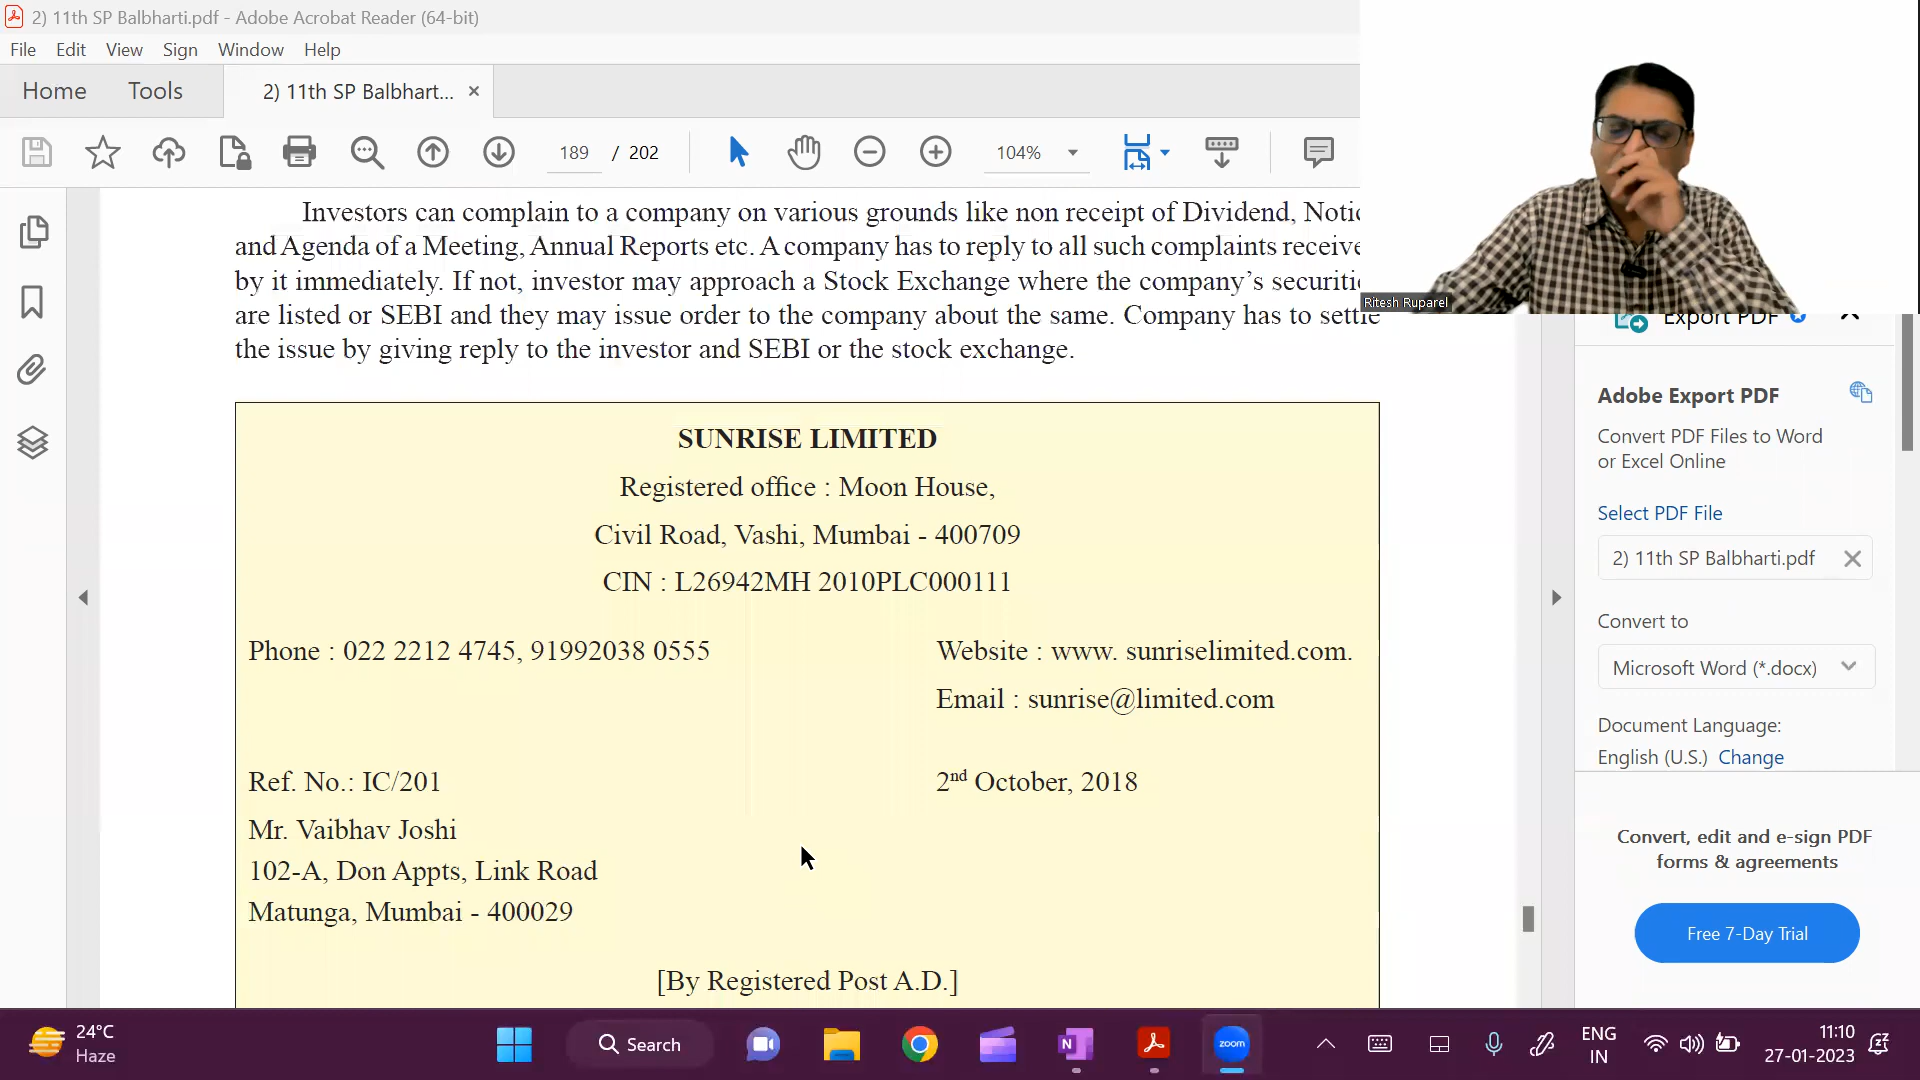 2) 11th SP Balbharti.pdf - Adobe Acrobat Reader (64-bit)
File Edit View Sign Window Help
Home Tools 2) 11th SP Balbhart... ×
189 / 202 104%
Investors can complain to a company on various grounds like non receipt of Dividend, Notic
and Agenda of a Meeting, Annual Reports etc. A company has to reply to all such complaints receive
by it immediately. If not, investor may approach a Stock Exchange where the company's securitie
are listed or SEBI and they may issue order to the company about the same. Company has to settle
the issue by giving reply to the investor and SEBI or the stock exchange.
SUNRISE LIMITED
Registered office : Moon House,
Civil Road, Vashi, Mumbai - 400709
CIN : L26942MH 2010PLC000111
Phone : 022 2212 4745, 91992038 0555 Website : www. sunriselimited.com.
Email : sunrise@limited.com
Ref. No.: IC/201 2nd October, 2018
Mr. Vaibhav Joshi
102-A, Don Appts, Link Road
Matunga, Mumbai - 400029
[By Registered Post A.D.]
Ritesh Ruparel
Export PDF
Adobe Export PDF
Convert PDF Files to Word
or Excel Online
Select PDF File
2) 11th SP Balbharti.pdf
Convert to
Microsoft Word (*.docx)
Document Language:
English (U.S.) Change
Convert, edit and e-sign PDF
forms & agreements
Free 7-Day Trial
24°C
Haze
Search
N
zoom
ENG
IN
11:10
27-01-2023